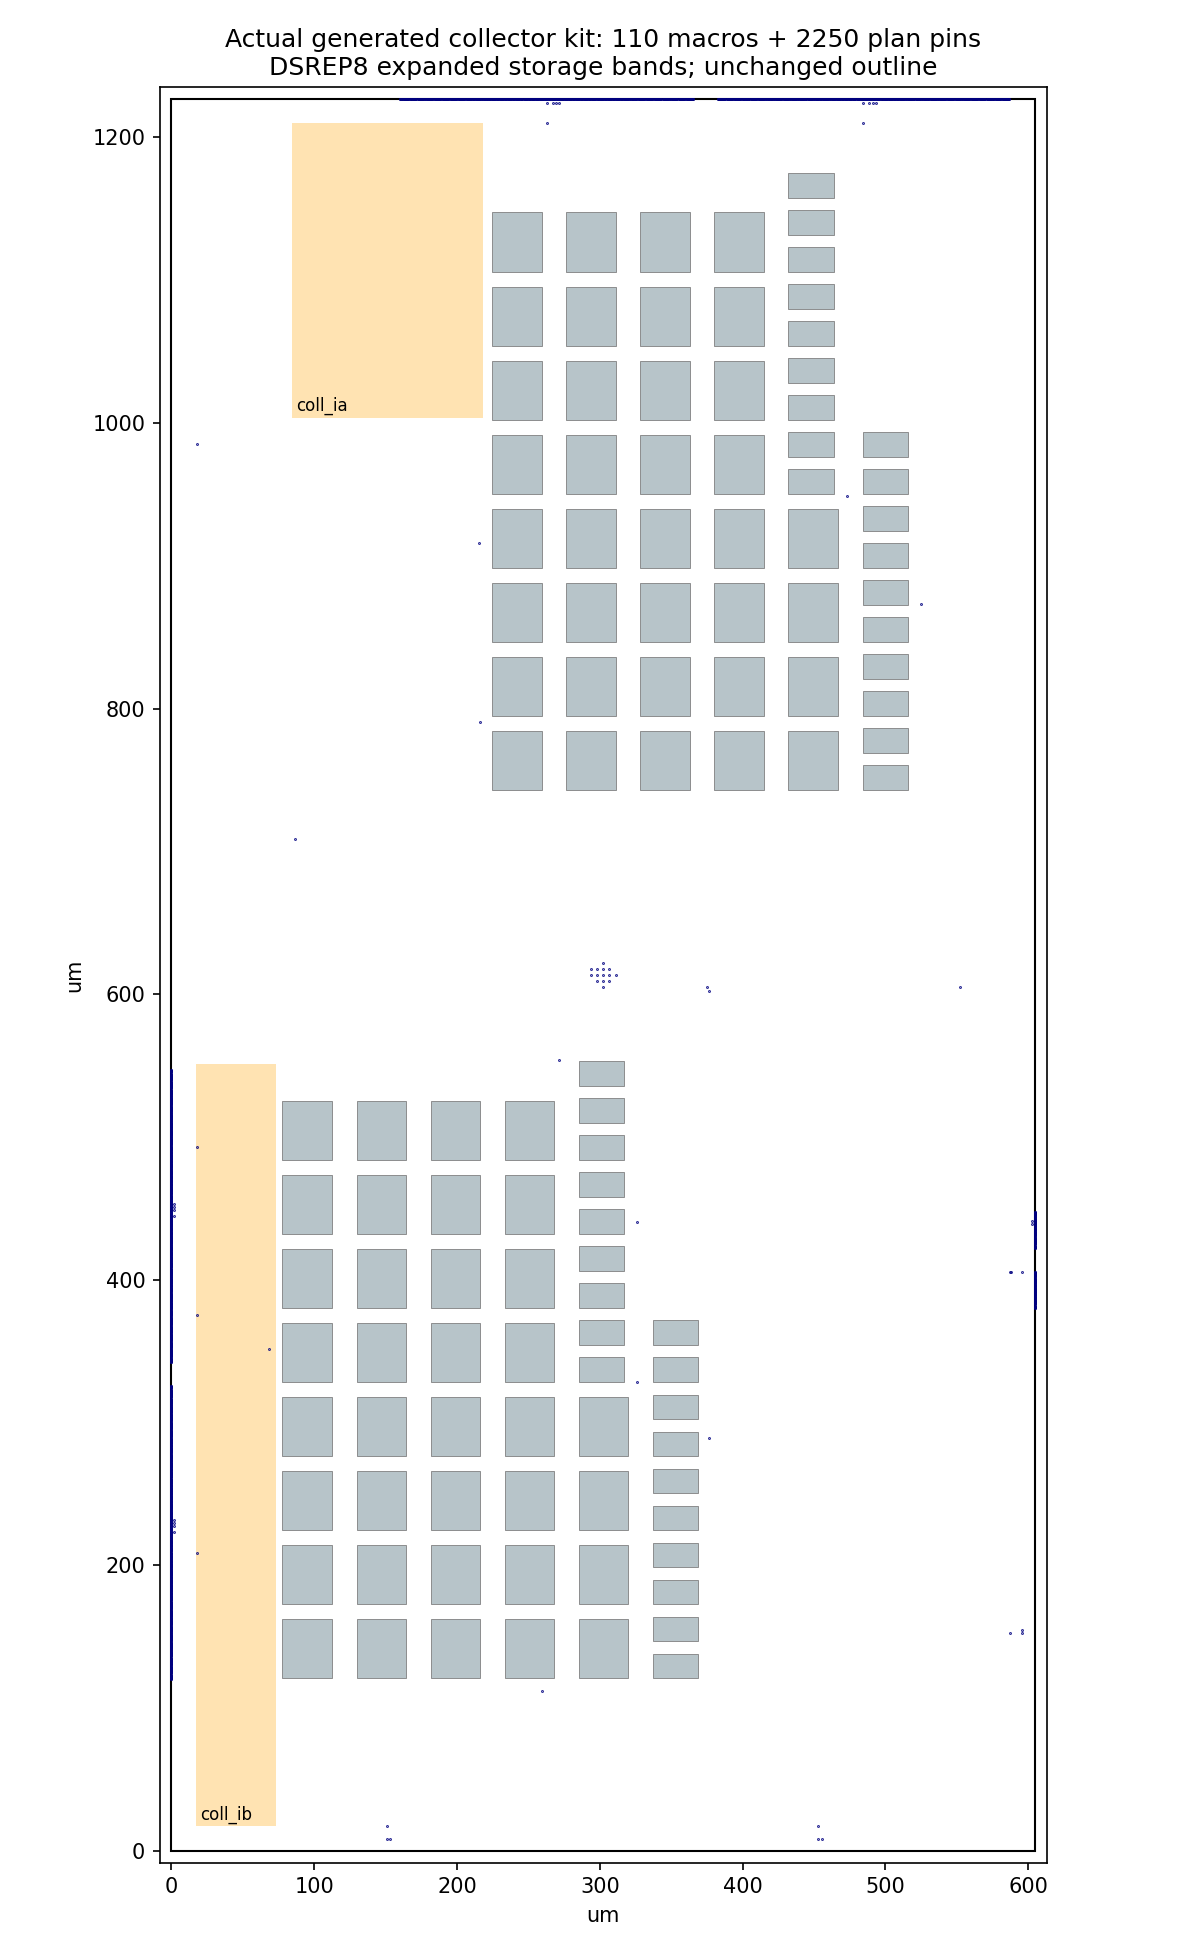 Actual generated collector kit: 110 macros + 2250 plan pins
DSREP8 expanded storage bands; unchanged outline
1200
coll_ia
1000
800
um
600
400
200
coll_ib
0
0 100 200 300 400 500 600
um